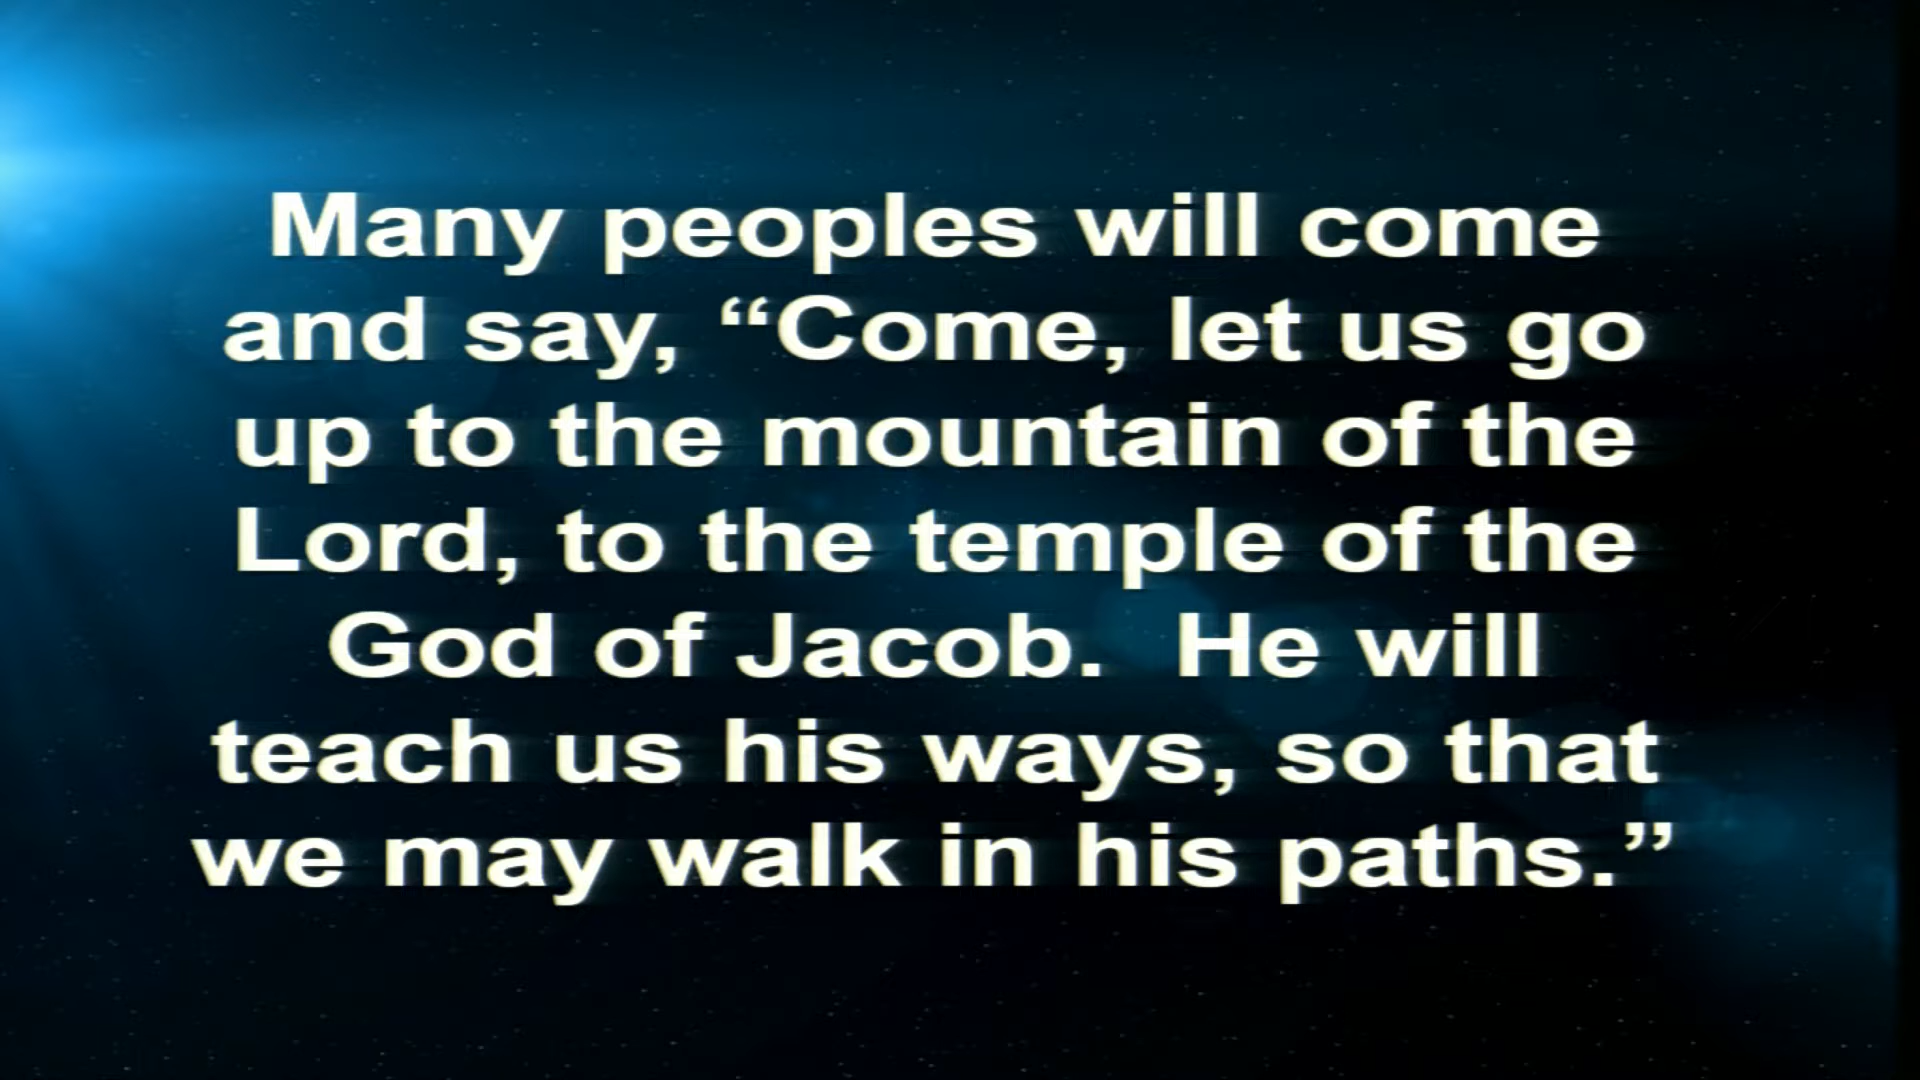 Many peoples will come
and say, “Come, let us go
up to the mountain of the
Lord, to the temple of the
God of Jacob.  He will
teach us his ways, so that
we may walk in his paths.”